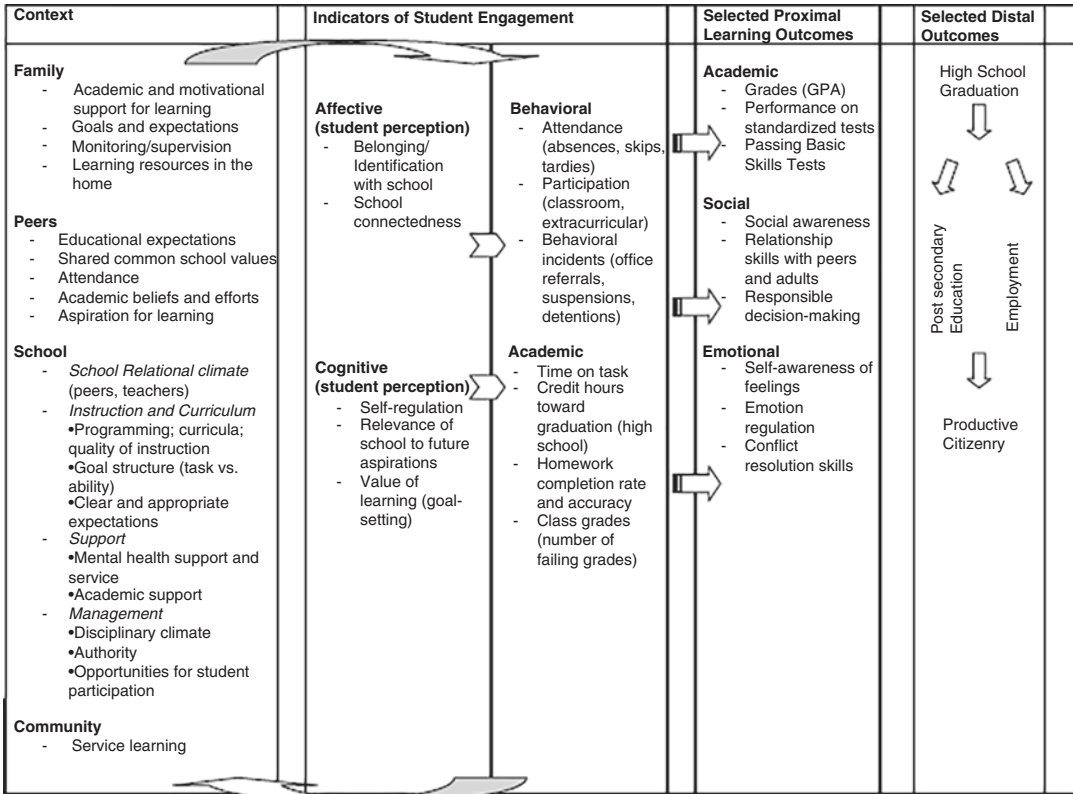 Context
Indicators of Student Engagement
Selected Proximal
Learning Outcomes
Selected Distal
Outcomes
Family
- Academic and motivational
support for learning
- Goals and expectations
- Monitoring/supervision
- Learning resources in the
home
Peers
- Educational expectations
- Shared common school values
- Attendance
- Academic beliefs and efforts
- Aspiration for learning
School
- School Relational climate
(peers, teachers)
- Instruction and Curriculum
•Programming; curricula;
quality of instruction
•Goal structure (task vs.
ability)
•Clear and appropriate
expectations
- Support
•Mental health support and
service
•Academic support
- Management
•Disciplinary climate
•Authority
•Opportunities for student
participation
Community
- Service learning
Affective
(student perception)
- Belonging/
Identification
with school
- School
connectedness
Cognitive
(student perception)
- Self-regulation
- Relevance of
school to future
aspirations
- Value of
learning (goal-
setting)
Behavioral
- Attendance
(absences, skips,
tardies)
- Participation
(classroom,
extracurricular)
- Behavioral
incidents (office
referrals,
suspensions,
detentions)
Academic
- Time on task
- Credit hours
toward
graduation (high
school)
- Homework
completion rate
and accuracy
- Class grades
(number of
failing grades)
Academic
- Grades (GPA)
- Performance on
standardized tests
- Passing Basic
Skills Tests
Social
- Social awareness
- Relationship
skills with peers
and adults
- Responsible
decision-making
Emotional
- Self-awareness of
feelings
- Emotion
regulation
- Conflict
resolution skills
High School
Graduation
Post secondary
Education
Employment
Productive
Citizenry